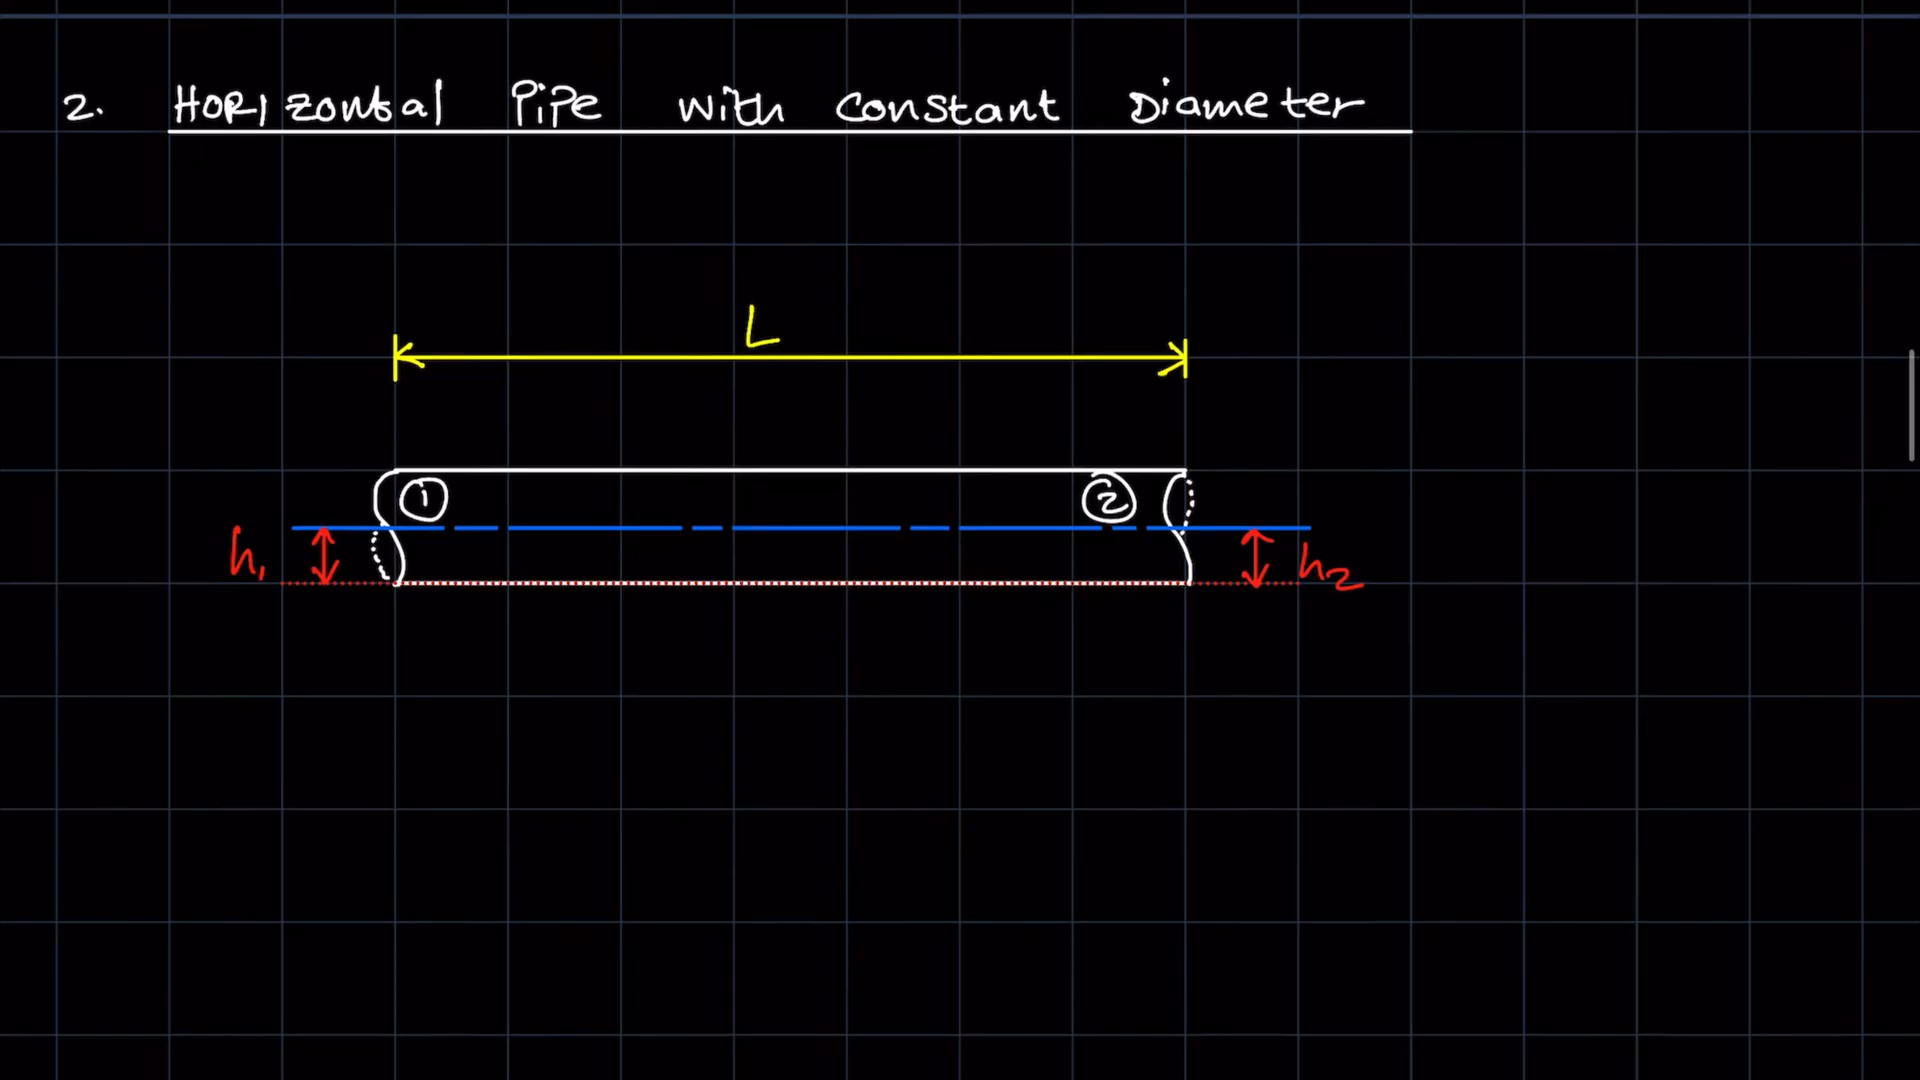 2. HORIzontal PiPe with Constant Diameter
L
① ②
h₁ h₂